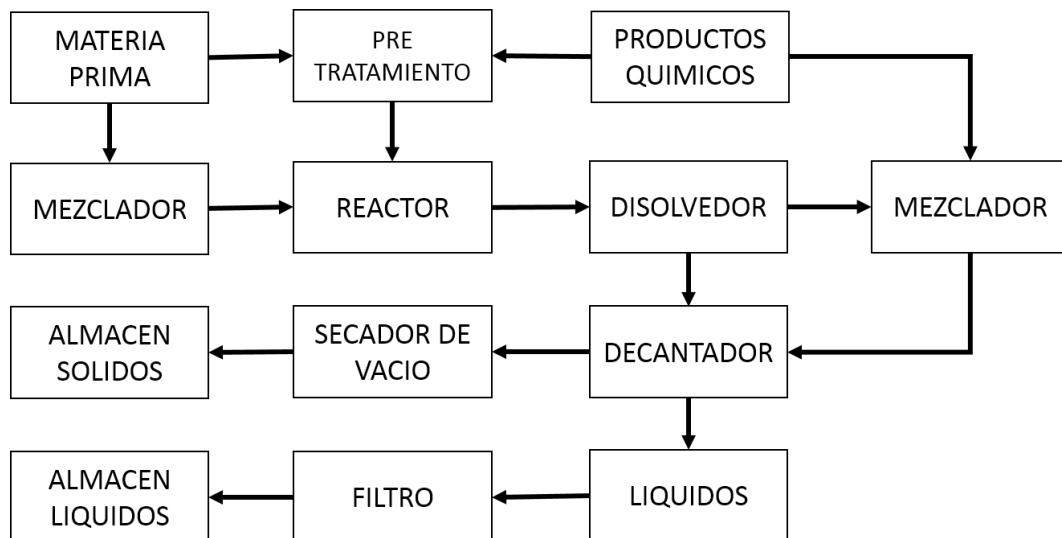 MATERIA
PRIMA
PRE
TRATAMIENTO
PRODUCTOS
QUIMICOS
MEZCLADOR
REACTOR
DISOLVEDOR
MEZCLADOR
ALMACEN
SOLIDOS
SECADOR DE
VACIO
DECANTADOR
ALMACEN
LIQUIDOS
FILTRO
LIQUIDOS